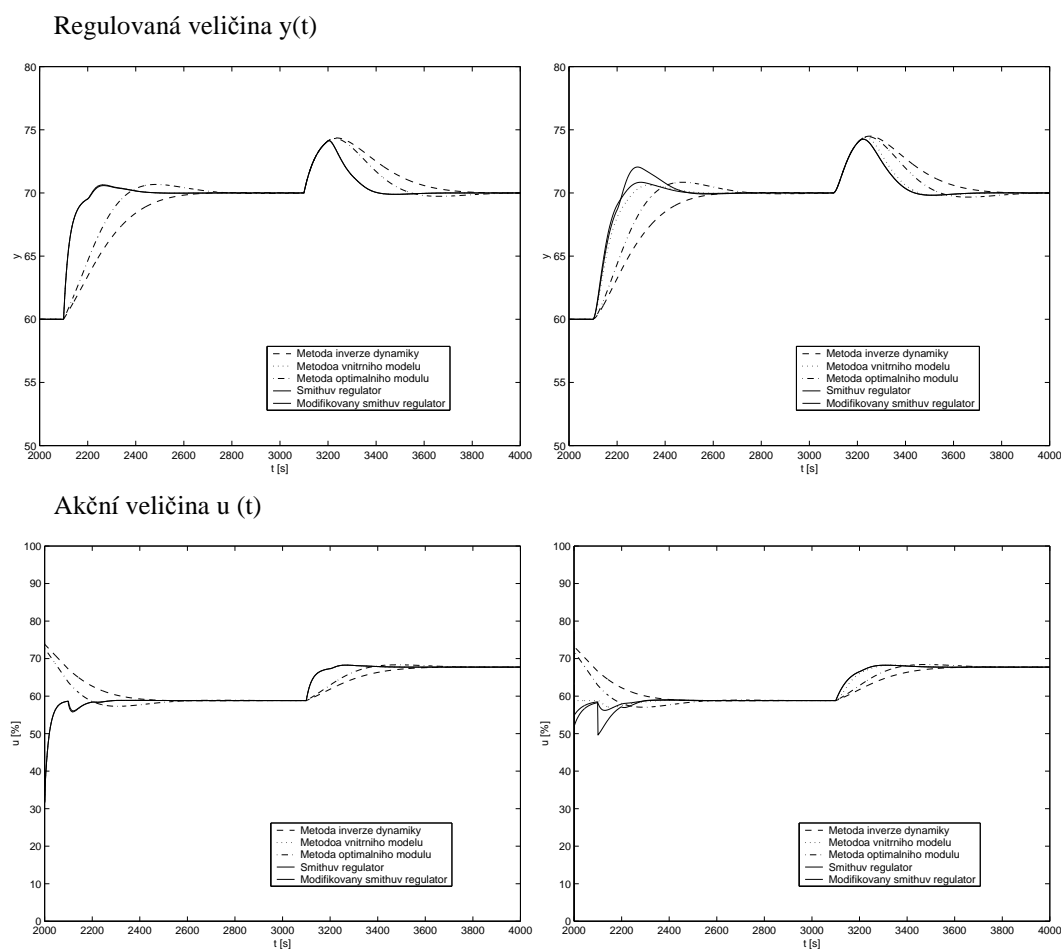 Regulovaná veličina y(t)
80
75
70
65
60
55
50
y
2000 2200 2400 2600 2800 3000 3200 3400 3600 3800 4000
t [s]
Metoda inverze dynamiky
Metodoa vnitrniho modelu
Metoda optimalniho modulu
Smithuv regulator
Modifikovany smithuv regulator
80
75
70
65
60
55
50
y
2000 2200 2400 2600 2800 3000 3200 3400 3600 3800 4000
t [s]
Metoda inverze dynamiky
Metodoa vnitrniho modelu
Metoda optimalniho modulu
Smithuv regulator
Modifikovany smithuv regulator
Akční veličina u (t)
100
90
80
70
60
50
40
30
20
10
0
u [%]
2000 2200 2400 2600 2800 3000 3200 3400 3600 3800 4000
t [s]
Metoda inverze dynamiky
Metodoa vnitrniho modelu
Metoda optimalniho modulu
Smithuv regulator
Modifikovany smithuv regulator
100
90
80
70
60
50
40
30
20
10
0
u [%]
2000 2200 2400 2600 2800 3000 3200 3400 3600 3800 4000
t [s]
Metoda inverze dynamiky
Metodoa vnitrniho modelu
Metoda optimalniho modulu
Smithuv regulator
Modifikovany smithuv regulator